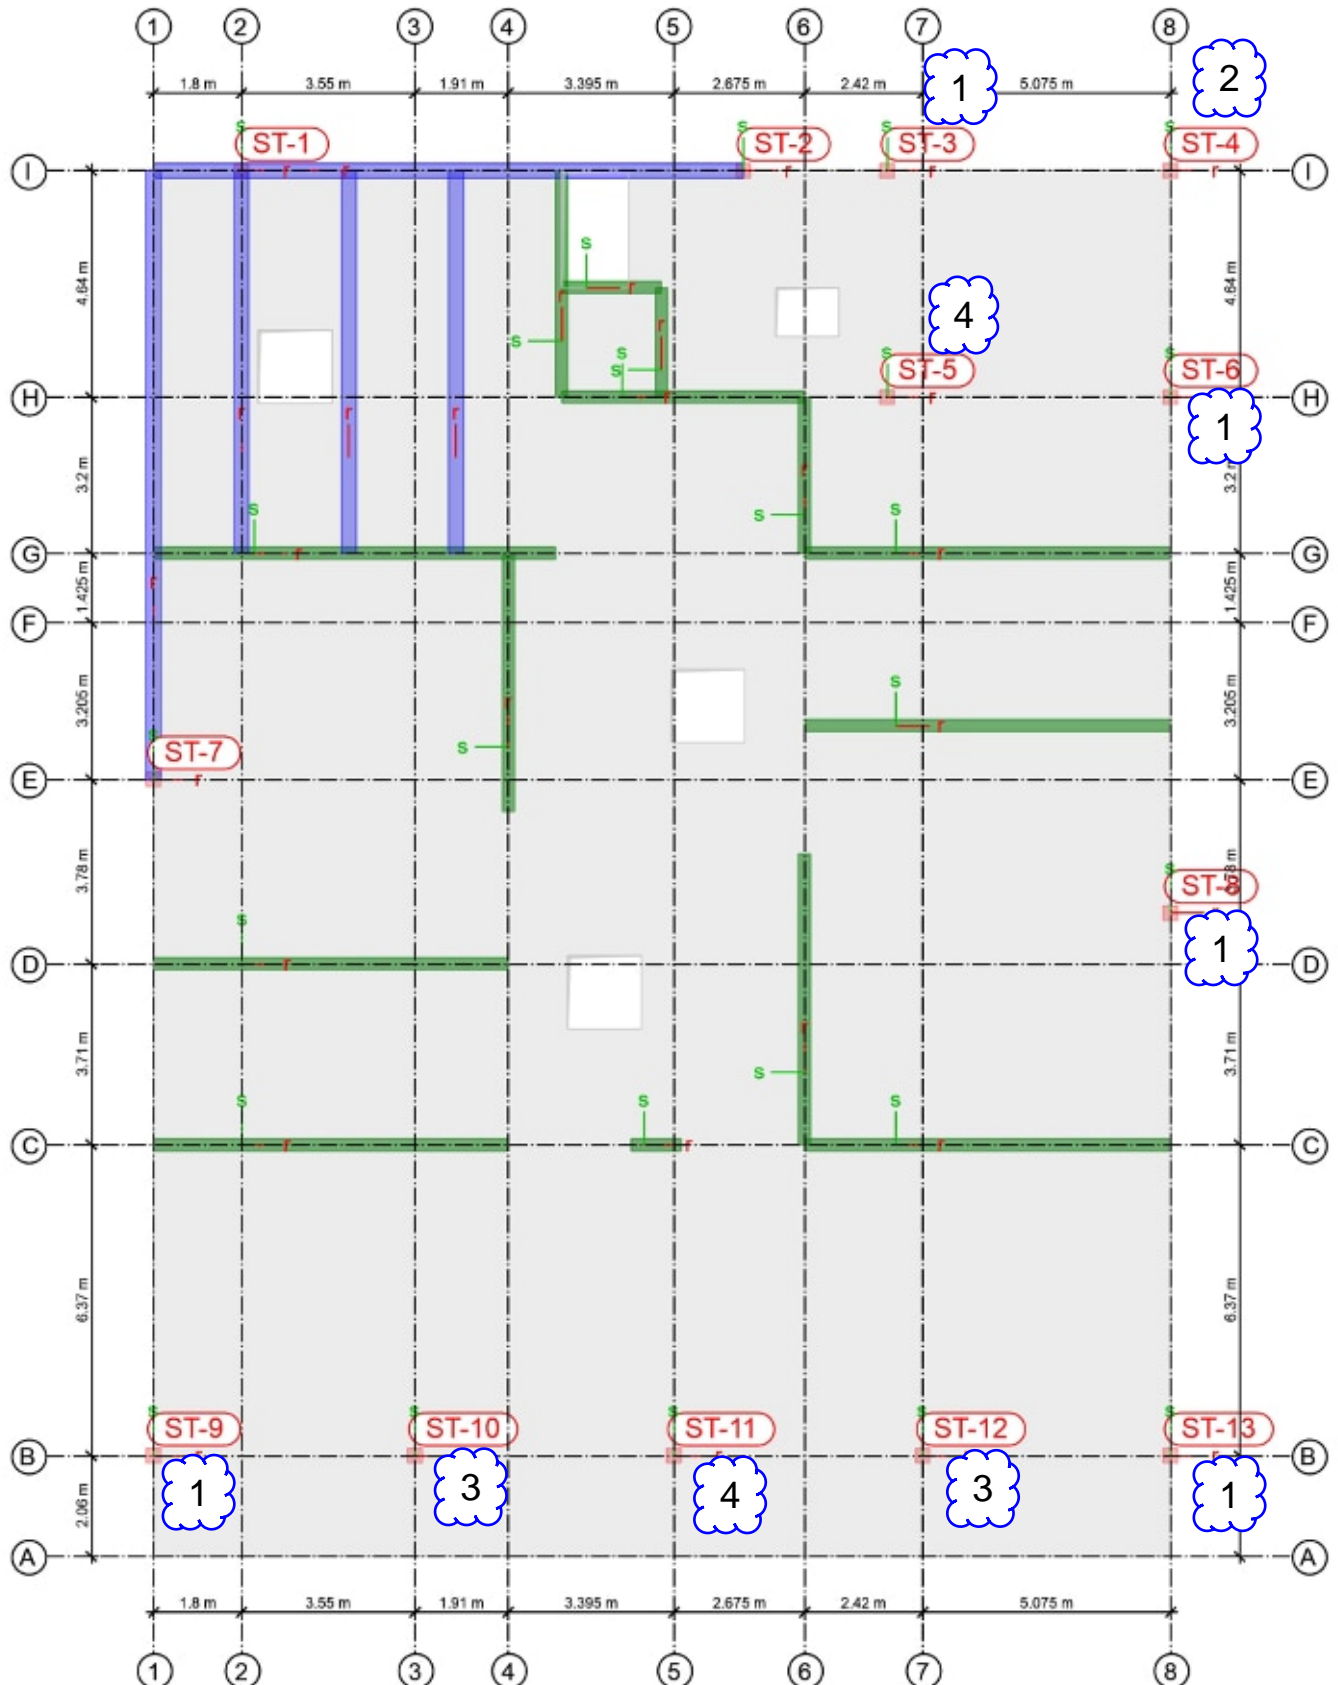 1 2 3 4 5 6 7 8
1.8 m 3.55 m 1.91 m 3.395 m 2.675 m 2.42 m 1 5.075 m 2
s s s s
ST-1 ST-2 ST-3 ST-4
I r r r r r I
4.64 m s 4.64 m
r r
4
s r s
s s s s
ST-5 ST-6
H r r H
r r r 1
3.2 m r 3.2 m
s s s
G r r G
1.425 m r 1.425 m
F F
3.205 m s 3.205 m
r r
s s
ST-7
E r E
3.78 m s .78 m
ST-8
s 1
D r D
3.71 m r 3.71 m
s
s s s
C r r r C
6.37 m 6.37 m
s s s s s
ST-9 ST-10 ST-11 ST-12 ST-13
B r r r B
2.06 m 1 3 4 3 1
A A
1.8 m 3.55 m 1.91 m 3.395 m 2.675 m 2.42 m 5.075 m
1 2 3 4 5 6 7 8